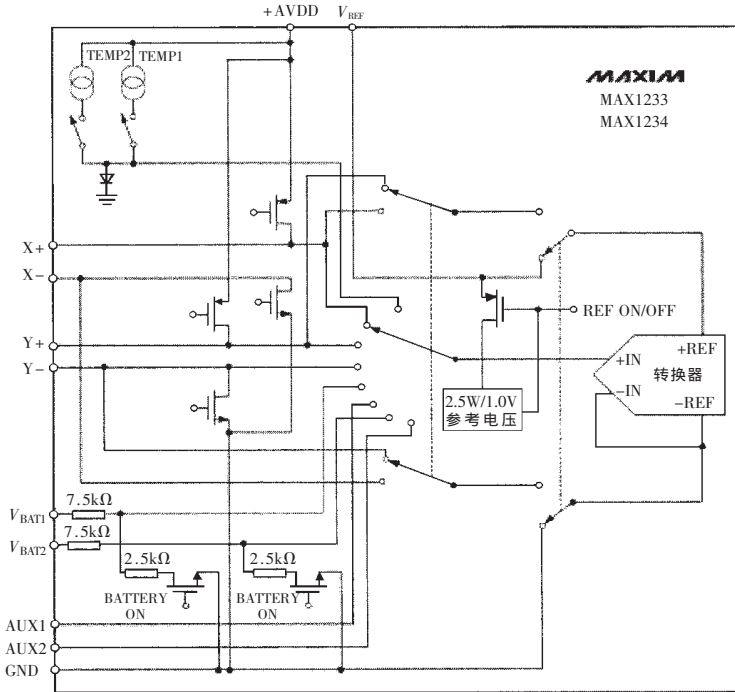 +AVDD V_REF
TEMP2 TEMP1
MAXIM
MAX1233
MAX1234
X+
X−
REF ON/OFF
Y+
Y−
+IN
−IN
+REF
转换器
−REF
2.5W/1.0V
参考电压
V_BAT1 7.5kΩ
V_BAT2 7.5kΩ
2.5kΩ 2.5kΩ
BATTERY
ON
BATTERY
ON
AUX1
AUX2
GND